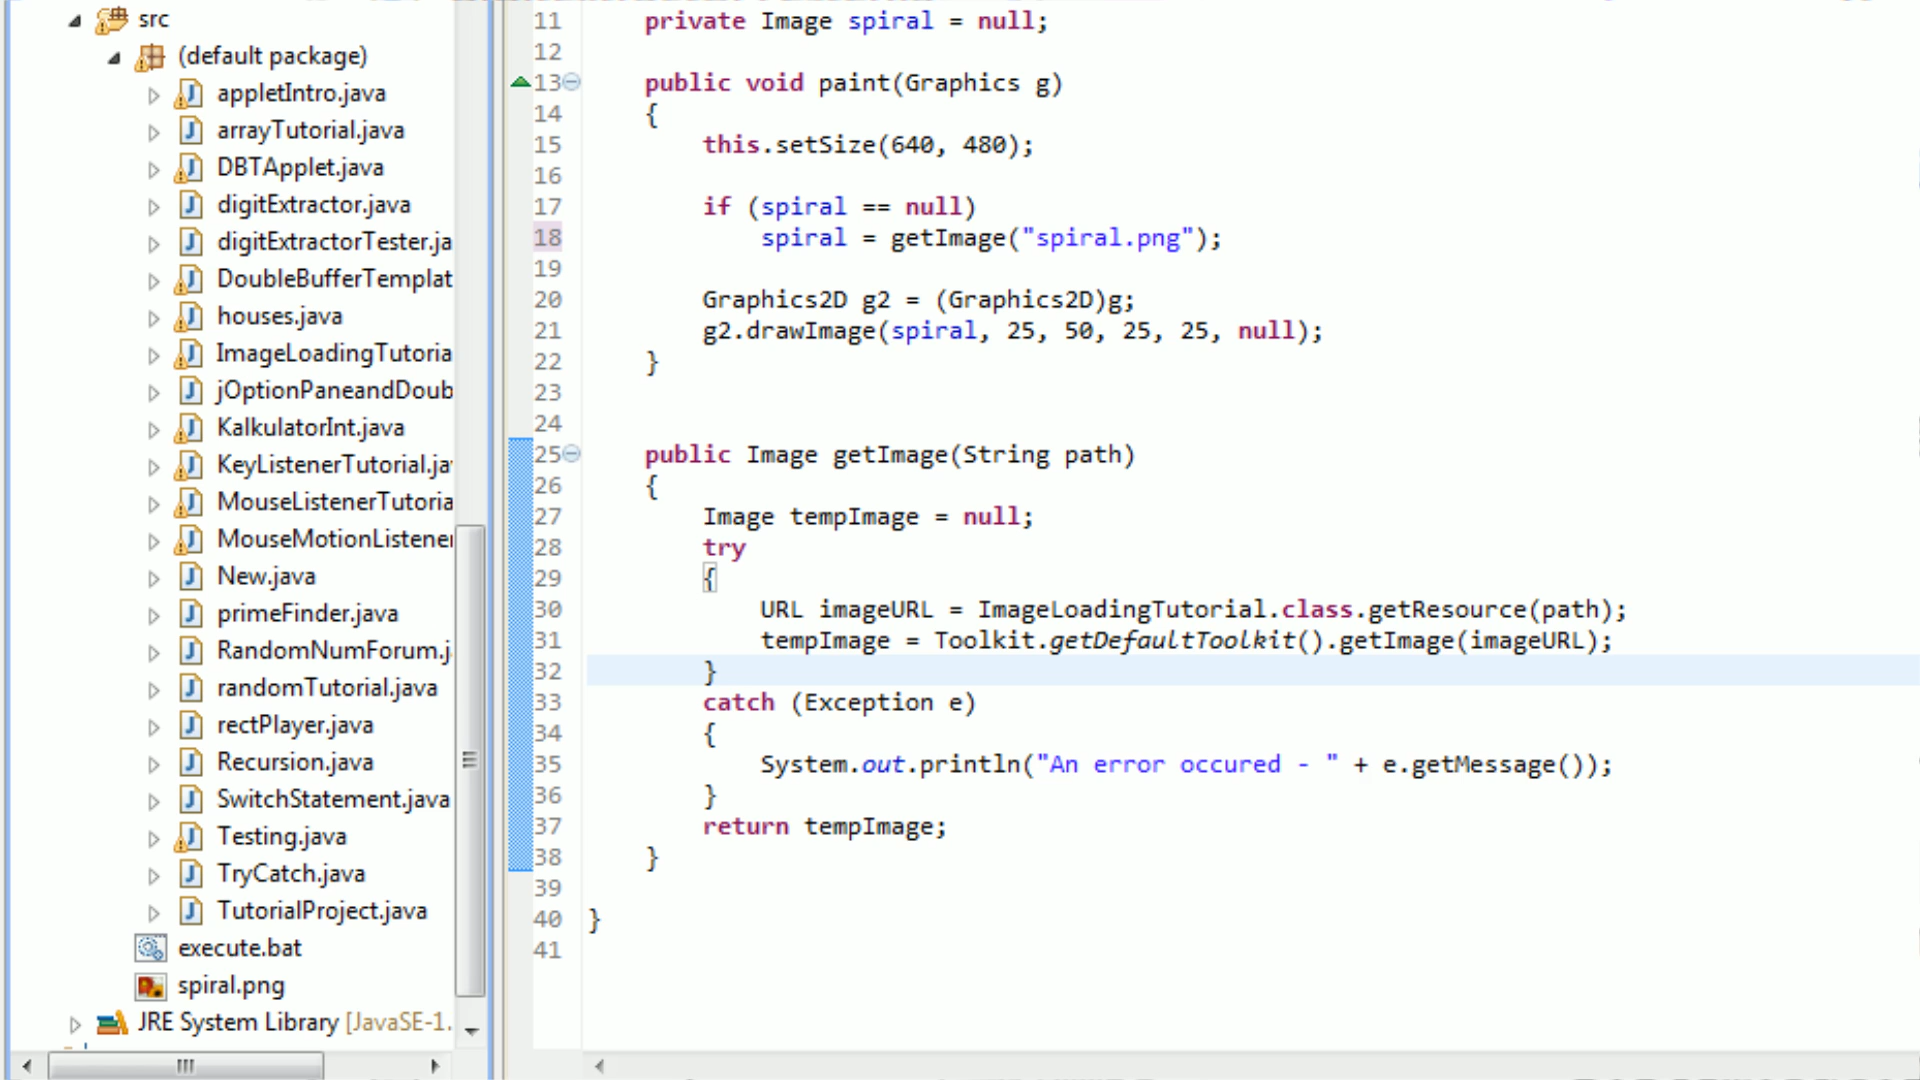 src
(default package)
appletIntro.java
arrayTutorial.java
DBTApplet.java
digitExtractor.java
digitExtractorTester.ja
DoubleBufferTemplat
houses.java
ImageLoadingTutoria
jOptionPaneandDoub
KalkulatorInt.java
KeyListenerTutorial.ja
MouseListenerTutoria
MouseMotionListener
New.java
primeFinder.java
RandomNumForum.j
randomTutorial.java
rectPlayer.java
Recursion.java
SwitchStatement.java
Testing.java
TryCatch.java
TutorialProject.java
execute.bat
spiral.png
JRE System Library [JavaSE-1.
11 private Image spiral = null;
12
13 public void paint(Graphics g)
14 {
15 this.setSize(640, 480);
16
17 if (spiral == null)
18 spiral = getImage("spiral.png");
19
20 Graphics2D g2 = (Graphics2D)g;
21 g2.drawImage(spiral, 25, 50, 25, 25, null);
22 }
23
24
25 public Image getImage(String path)
26 {
27 Image tempImage = null;
28 try
29 {
30 URL imageURL = ImageLoadingTutorial.class.getResource(path);
31 tempImage = Toolkit.getDefaultToolkit().getImage(imageURL);
32 }
33 catch (Exception e)
34 {
35 System.out.println("An error occured - " + e.getMessage());
36 }
37 return tempImage;
38 }
39
40 }
41